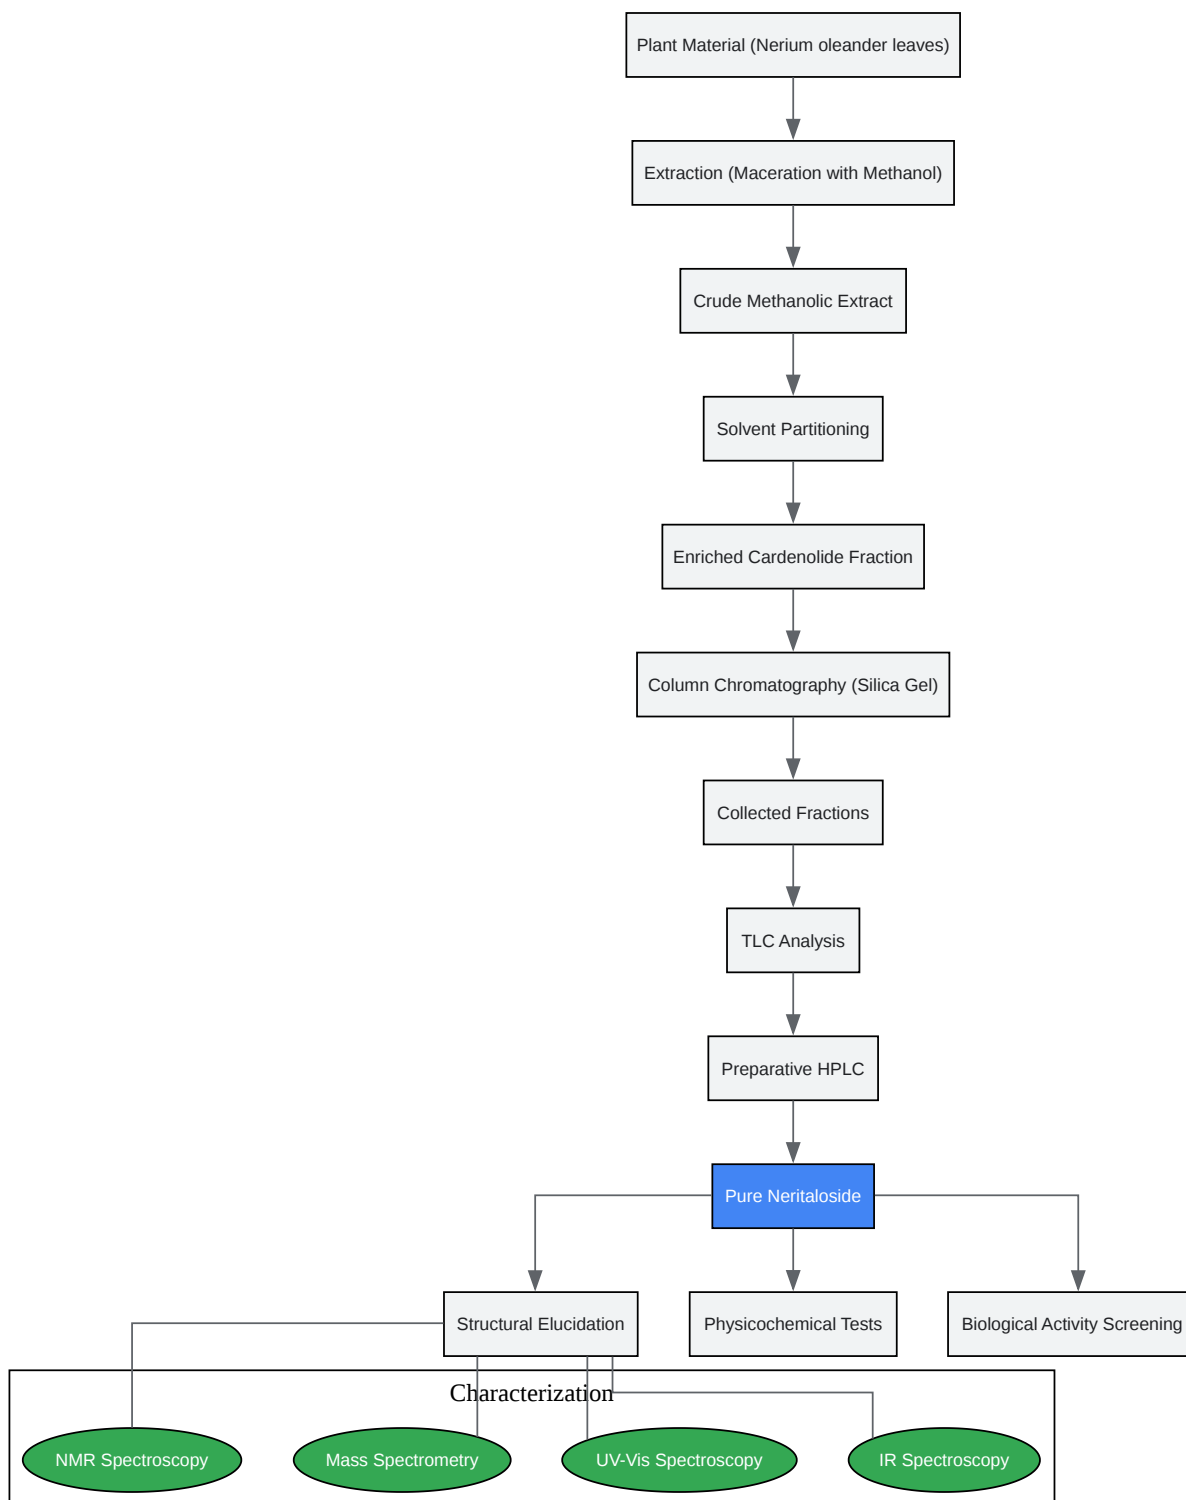 Plant Material (Nerium oleander leaves)
Extraction (Maceration with Methanol)
Crude Methanolic Extract
Solvent Partitioning
Enriched Cardenolide Fraction
Column Chromatography (Silica Gel)
Collected Fractions
TLC Analysis
Preparative HPLC
Pure Neritaloside
Structural Elucidation
Physicochemical Tests
Biological Activity Screening
Characterization
NMR Spectroscopy
Mass Spectrometry
UV-Vis Spectroscopy
IR Spectroscopy